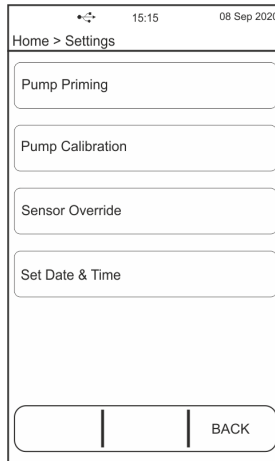 15:15 08 Sep 2020
Home > Settings
Pump Priming
Pump Calibration
Sensor Override
Set Date & Time
BACK